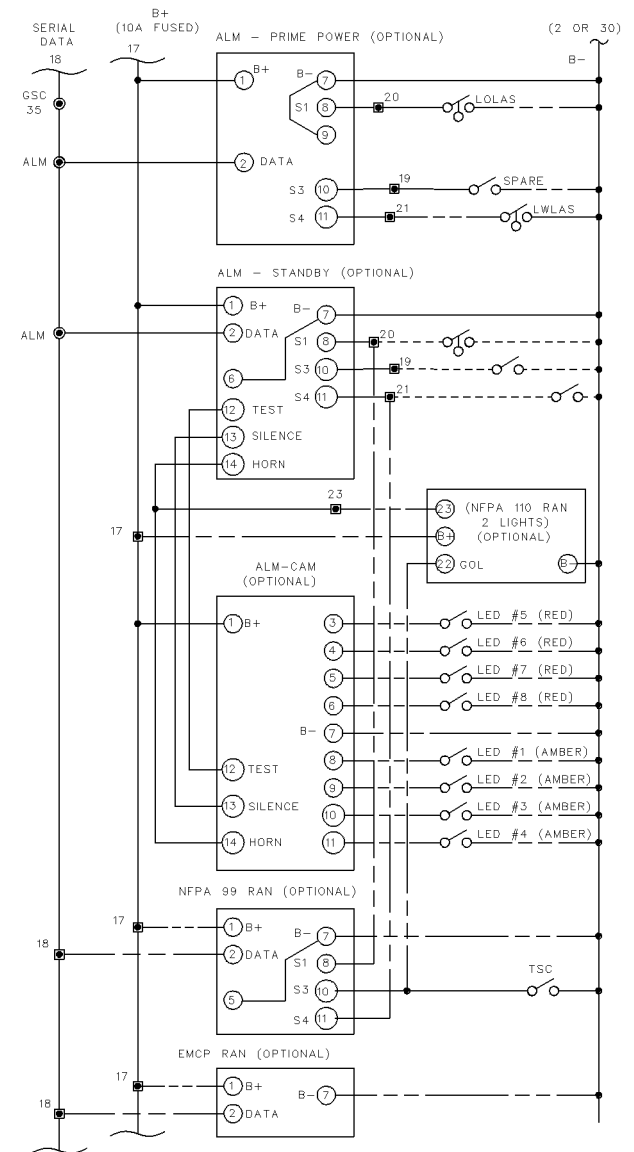 SERIAL DATA
18
B+
(10A FUSED)
17
(2 OR 30)
B-
ALM - PRIME POWER (OPTIONAL)
GSC 35
1 B+
B- 7
S1 8
9
20
LOLAS
ALM
2 DATA
S3 10
19
SPARE
S4 11
21
LWLAS
ALM - STANDBY (OPTIONAL)
1 B+
B- 7
ALM
2 DATA
S1 8
20
S3 10
19
6
S4 11
21
12 TEST
13 SILENCE
14 HORN
23
23 (NFPA 110 RAN
2 LIGHTS)
(OPTIONAL)
17
B+
22 GOL
B-
ALM-CAM
(OPTIONAL)
1 B+
3 LED #5 (RED)
4 LED #6 (RED)
5 LED #7 (RED)
6 LED #8 (RED)
B- 7
8 LED #1 (AMBER)
12 TEST
9 LED #2 (AMBER)
13 SILENCE
10 LED #3 (AMBER)
14 HORN
11 LED #4 (AMBER)
NFPA 99 RAN (OPTIONAL)
17
1 B+
B- 7
18
2 DATA
S1 8
TSC
5
S3 10
S4 11
EMCP RAN (OPTIONAL)
17
1 B+
B- 7
18
2 DATA